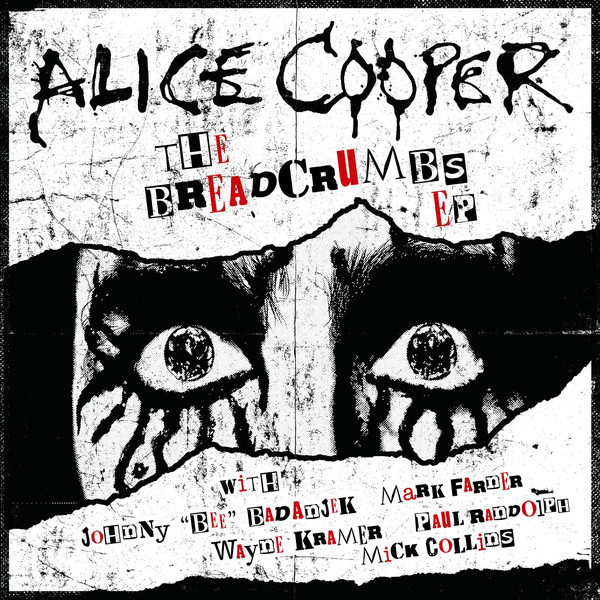 ALICE COOPER
THE
BREADCRUMBS
EP
WITH
JOHNNY "BEE" BADANJEK
MARK FARNER
WAYNE KRAMER
PAUL RANDOLPH
MICK COLLINS